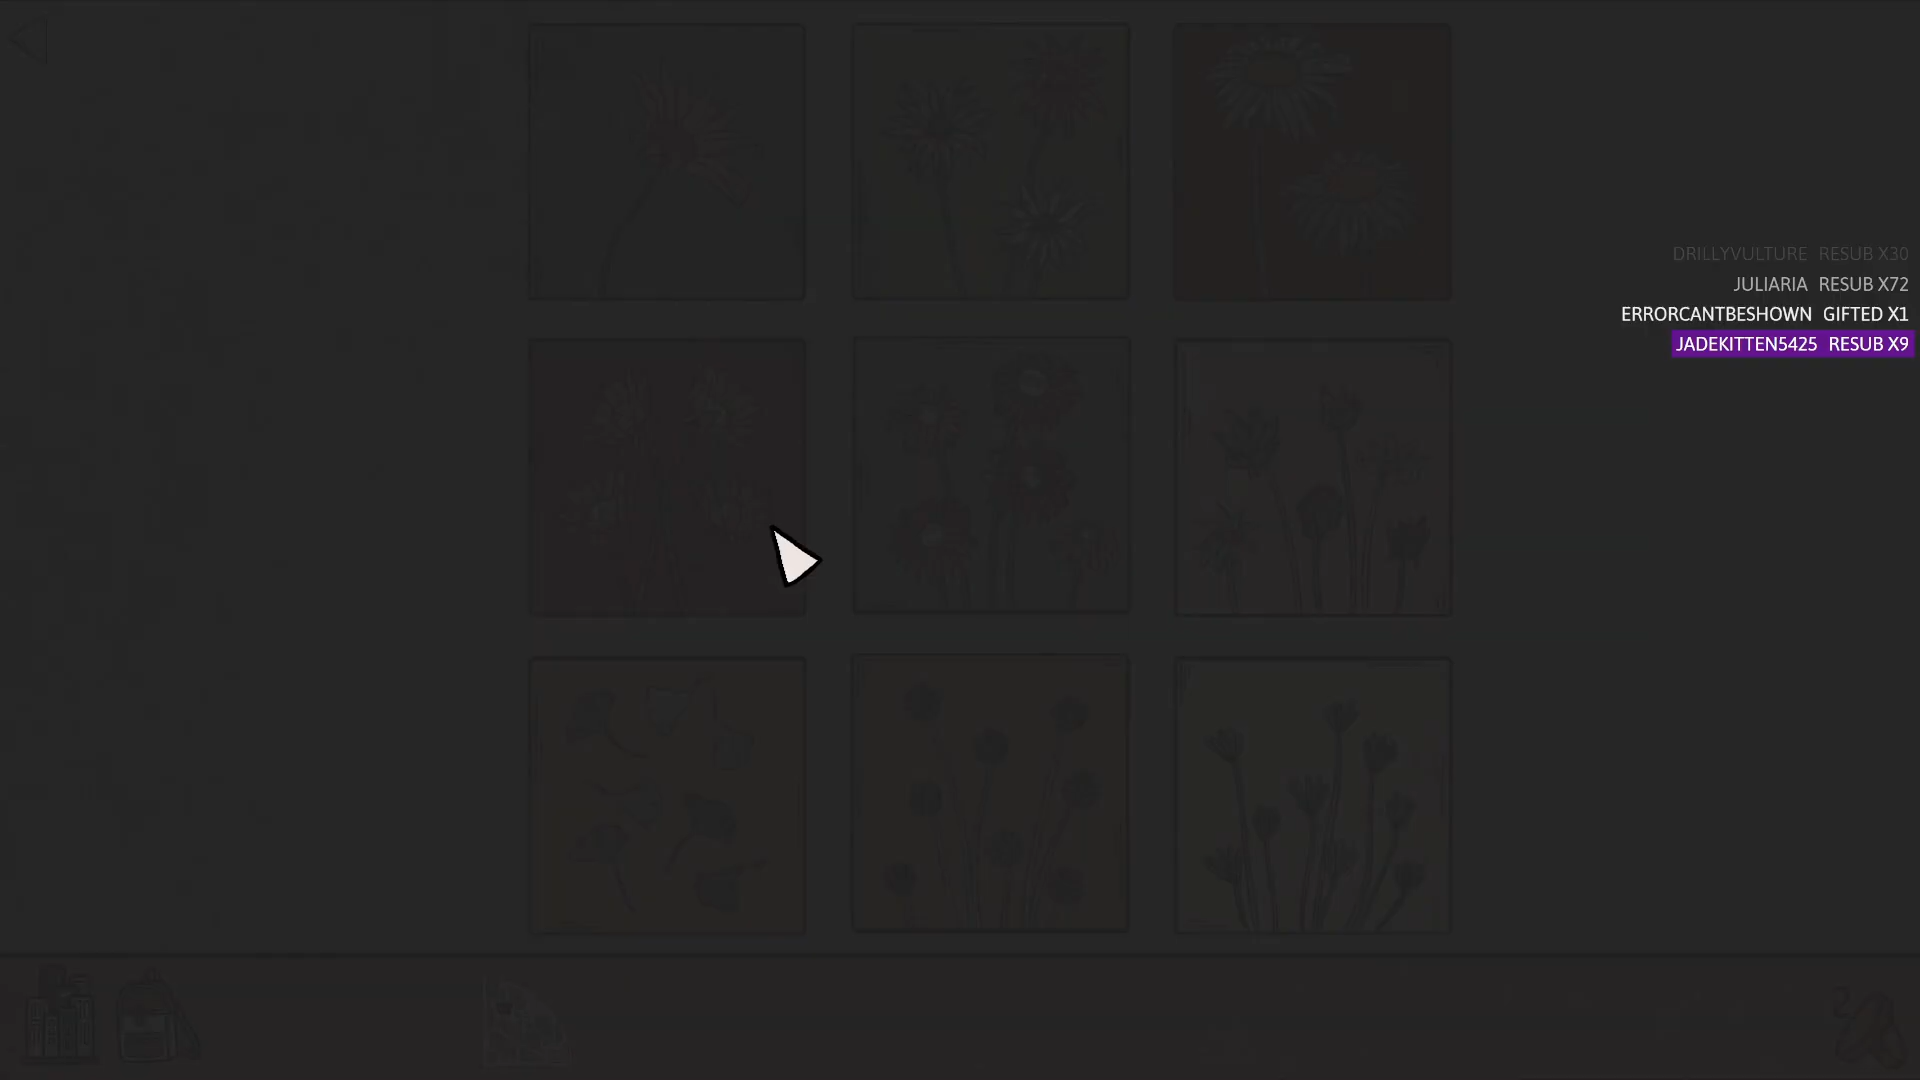 DRILLYVULTURE RESUB X30
JULIARIA RESUB X72
ERRORCANTBESHOWN GIFTED X1
JADEKITTEN5425 RESUB X9